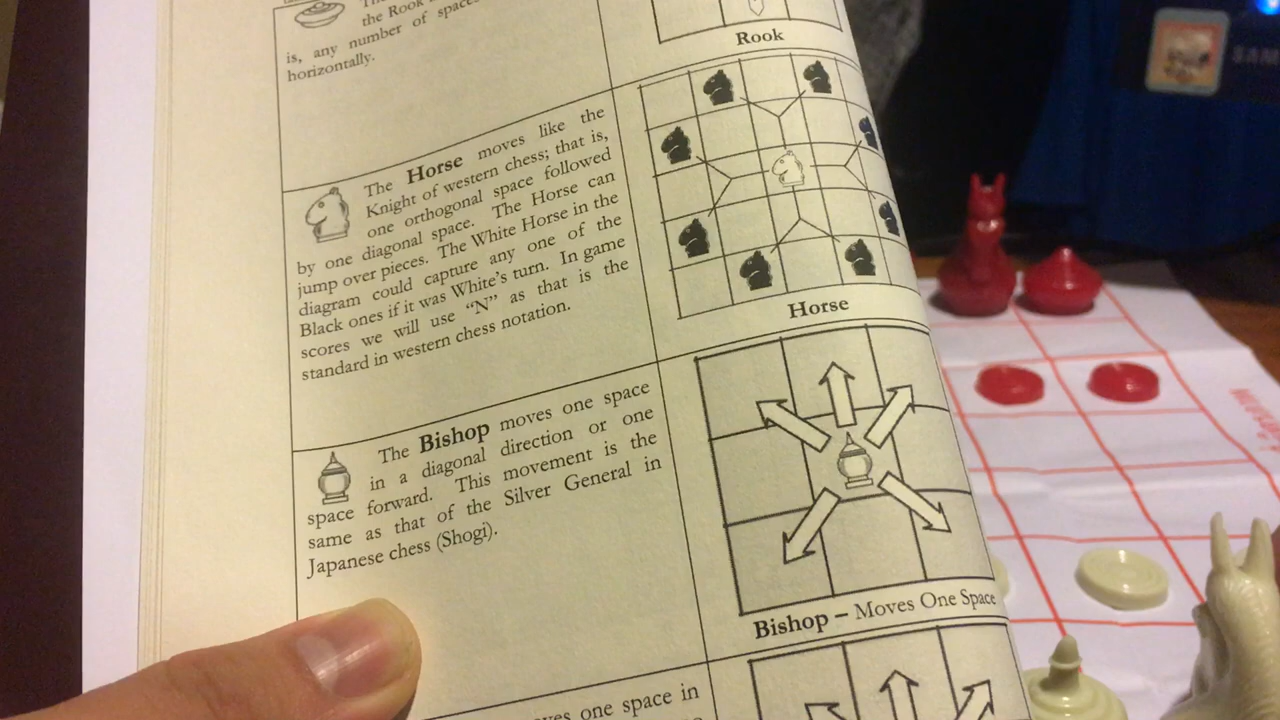 the Rook
is, any number of spaces
horizontally.
Rook
The Horse moves like the
Knight of western chess; that is,
one orthogonal space followed
by one diagonal space. The Horse can
jump over pieces. The White Horse in the
diagram could capture any one of the
Black ones if it was White's turn. In game
scores we will use "N" as that is the
standard in western chess notation.
Horse
The Bishop moves one space
in a diagonal direction or one
space forward. This movement is the
same as that of the Silver General in
Japanese chess (Shogi).
Bishop – Moves One Space
one space in
SAM